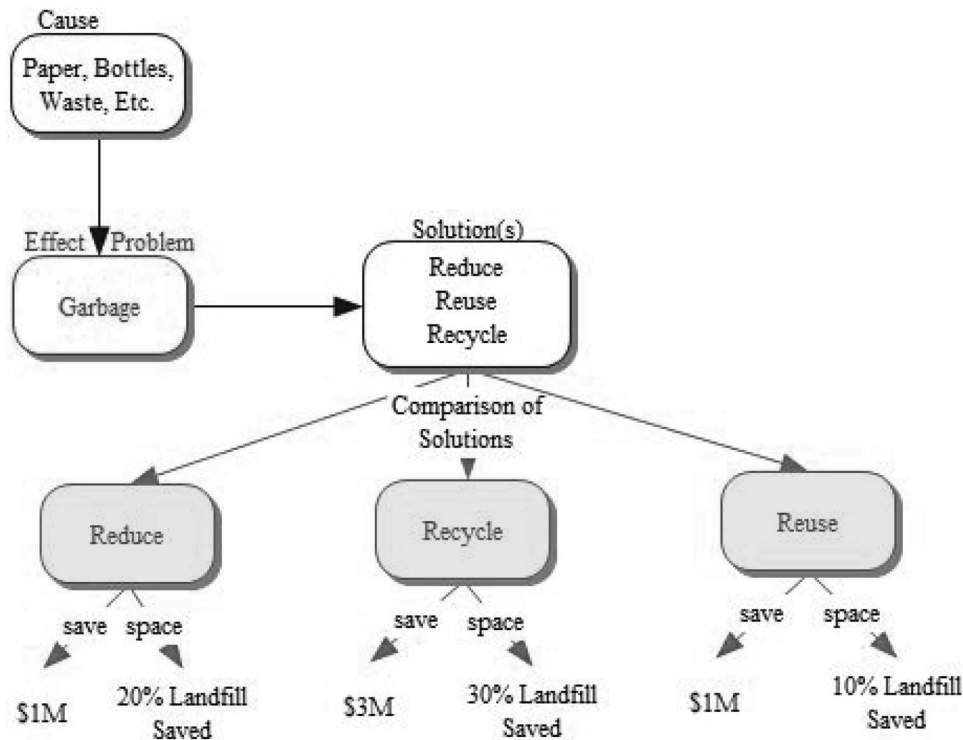 Cause
Paper, Bottles,
Waste, Etc.
Effect Problem
Garbage
Solution(s)
Reduce
Reuse
Recycle
Comparison of
Solutions
Reduce
Recycle
Reuse
save space
save space
save space
$1M
20% Landfill
Saved
$3M
30% Landfill
Saved
$1M
10% Landfill
Saved